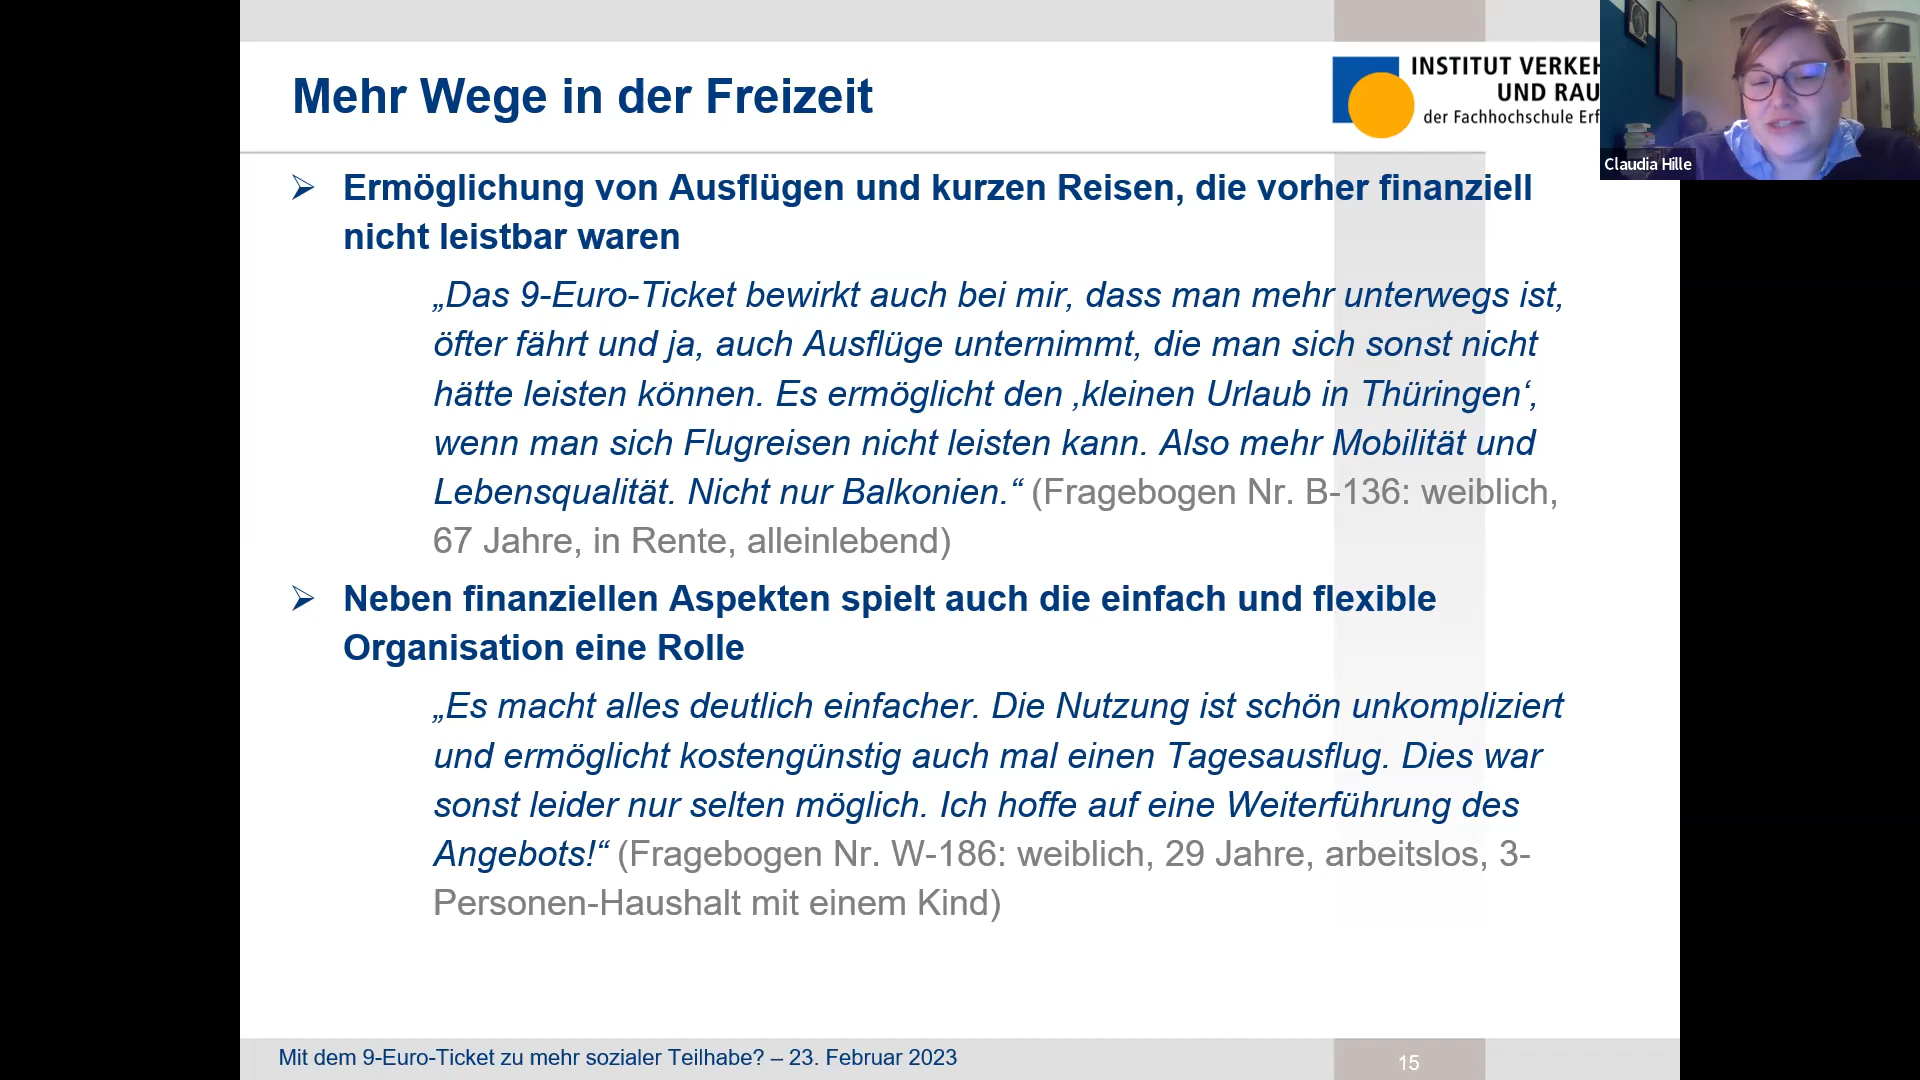 Mehr Wege in der Freizeit
INSTITUT VERKEH
UND RAU
der Fachhochschule Erf
Claudia Hille
➢ Ermöglichung von Ausflügen und kurzen Reisen, die vorher finanziell
nicht leistbar waren
„Das 9-Euro-Ticket bewirkt auch bei mir, dass man mehr unterwegs ist,
öfter fährt und ja, auch Ausflüge unternimmt, die man sich sonst nicht
hätte leisten können. Es ermöglicht den ‚kleinen Urlaub in Thüringen‘,
wenn man sich Flugreisen nicht leisten kann. Also mehr Mobilität und
Lebensqualität. Nicht nur Balkonien.“ (Fragebogen Nr. B-136: weiblich,
67 Jahre, in Rente, alleinlebend)
➢ Neben finanziellen Aspekten spielt auch die einfach und flexible
Organisation eine Rolle
„Es macht alles deutlich einfacher. Die Nutzung ist schön unkompliziert
und ermöglicht kostengünstig auch mal einen Tagesausflug. Dies war
sonst leider nur selten möglich. Ich hoffe auf eine Weiterführung des
Angebots!“ (Fragebogen Nr. W-186: weiblich, 29 Jahre, arbeitslos, 3-
Personen-Haushalt mit einem Kind)
Mit dem 9-Euro-Ticket zu mehr sozialer Teilhabe? – 23. Februar 2023
15